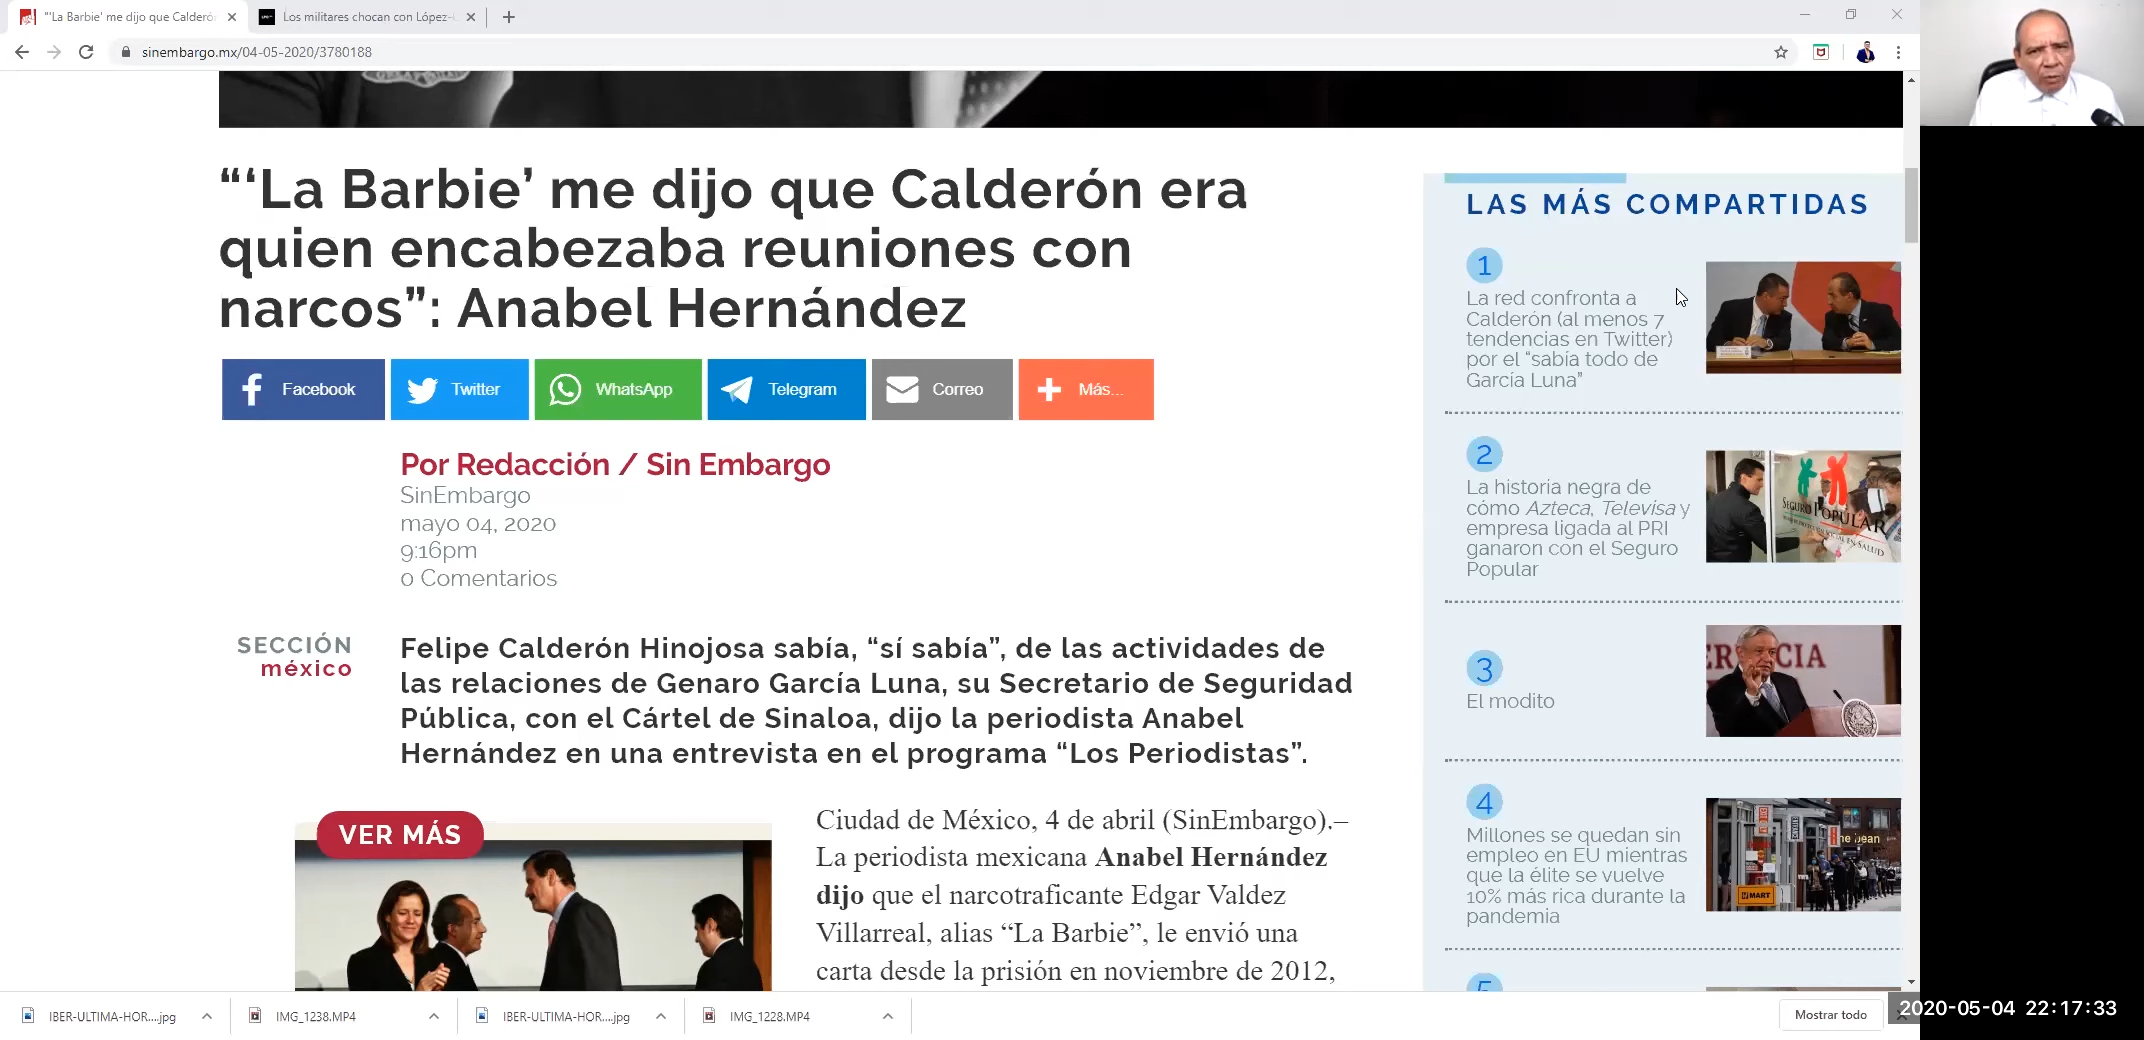 "'La Barbie' me dijo que Calderó
Los militares chocan con López-
sinembargo.mx/04-05-2020/3780188
“‘La Barbie’ me dijo que Calderón era
quien encabezaba reuniones con
narcos”: Anabel Hernández
Facebook
Twitter
WhatsApp
Telegram
Correo
Más...
Por Redacción / Sin Embargo
SinEmbargo
mayo 04, 2020
9:16pm
0 Comentarios
SECCIÓN
méxico
Felipe Calderón Hinojosa sabía, “sí sabía”, de las actividades de
las relaciones de Genaro García Luna, su Secretario de Seguridad
Pública, con el Cártel de Sinaloa, dijo la periodista Anabel
Hernández en una entrevista en el programa “Los Periodistas”.
VER MÁS
Ciudad de México, 4 de abril (SinEmbargo).–
La periodista mexicana Anabel Hernández
dijo que el narcotraficante Edgar Valdez
Villarreal, alias “La Barbie”, le envió una
carta desde la prisión en noviembre de 2012,
LAS MÁS COMPARTIDAS
1
La red confronta a
Calderón (al menos 7
tendencias en Twitter)
por el “sabía todo de
García Luna”
2
La historia negra de
cómo Azteca, Televisa y
empresa ligada al PRI
ganaron con el Seguro
Popular
SEGURO POPULAR
3
El modito
ERENCIA
4
Millones se quedan sin
empleo en EU mientras
que la élite se vuelve
10% más rica durante la
pandemia
he bean
MART
5
IBER-ULTIMA-HOR....jpg
IMG_1238.MP4
IBER-ULTIMA-HOR....jpg
IMG_1228.MP4
Mostrar todo
2020-05-04 22:17:33